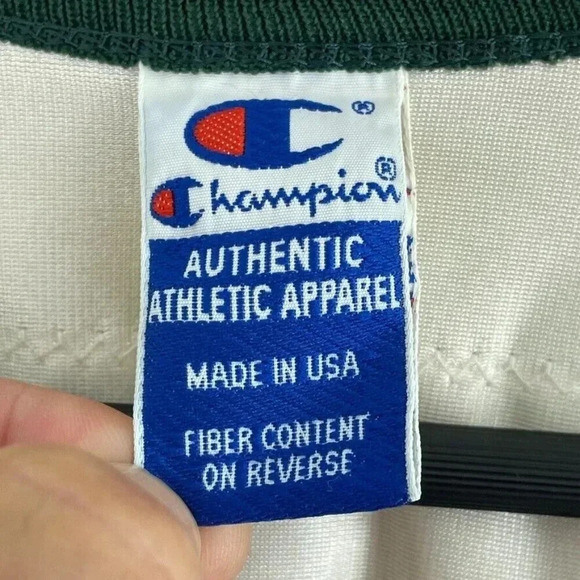 ®
Champion®
AUTHENTIC
ATHLETIC APPAREL
MADE IN USA
FIBER CONTENT
ON REVERSE